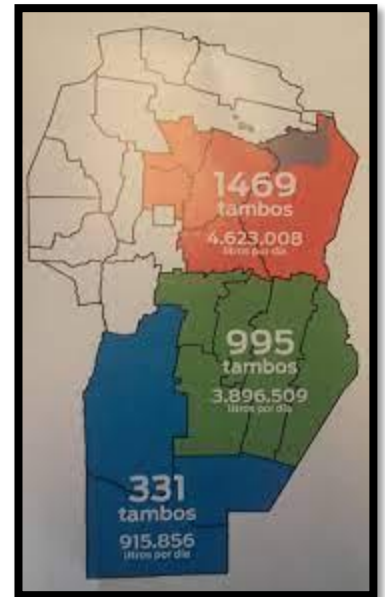 1469
tambos
4.623.008
litros por día
995
tambos
3.896.509
litros por día
331
tambos
915.856
litros por día